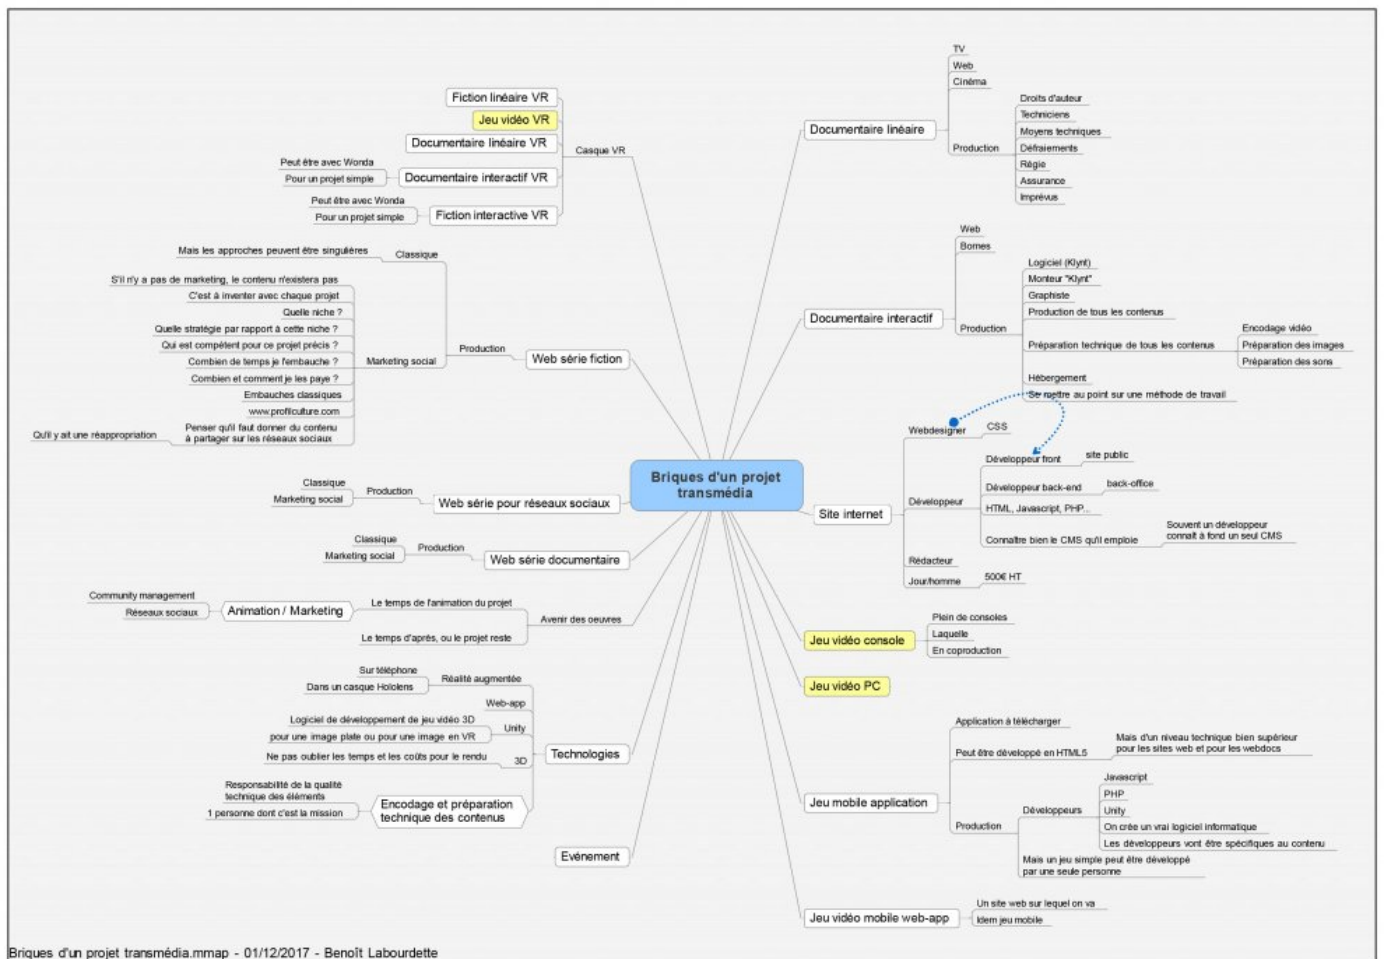 Briques d'un projet
transmédia
Documentaire linéaire
TV
Web
Cinéma
Production
Droits d'auteur
Techniciens
Moyens techniques
Défraiements
Régie
Assurance
Imprévus
Documentaire interactif
Web
Bornes
Production
Logiciel (Klynt)
Monteur "Klynt"
Graphiste
Production de tous les contenus
Préparation technique de tous les contenus
Encodage vidéo
Préparation des images
Préparation des sons
Hébergement
Se mettre au point sur une méthode de travail
Site internet
Webdesigner
CSS
Développeur
Développeur front
site public
Développeur back-end
back-office
HTML, Javascript, PHP...
Connaître bien le CMS qu'il emploie
Souvent un développeur
connaît à fond un seul CMS
Rédacteur
Jour/homme
500€ HT
Jeu vidéo console
Plein de consoles
Laquelle
En coproduction
Jeu vidéo PC
Jeu mobile application
Application à télécharger
Peut être développé en HTML5
Mais d'un niveau technique bien supérieur
pour les sites web et pour les webdocs
Production
Développeurs
Javascript
PHP
Unity
On crée un vrai logiciel informatique
Les développeurs vont être spécifiques au contenu
Mais un jeu simple peut être développé
par une seule personne
Jeu vidéo mobile web-app
Un site web sur lequel on va
Idem jeu mobile
Casque VR
Fiction linéaire VR
Jeu vidéo VR
Documentaire linéaire VR
Documentaire interactif VR
Peut être avec Wonda
Pour un projet simple
Fiction interactive VR
Peut être avec Wonda
Pour un projet simple
Web série fiction
Production
Classique
Mais les approches peuvent être singulières
Marketing social
S'il n'y a pas de marketing, le contenu n'existera pas
C'est à inventer avec chaque projet
Quelle niche ?
Quelle stratégie par rapport à cette niche ?
Qui est compétent pour ce projet précis ?
Combien de temps je l'embauche ?
Combien et comment je les paye ?
Embauches classiques
www.profilculture.com
Penser qu'il faut donner du contenu
à partager sur les réseaux sociaux
Qu'il y ait une réappropriation
Web série pour réseaux sociaux
Production
Classique
Marketing social
Web série documentaire
Production
Classique
Marketing social
Avenir des oeuvres
Le temps de l'animation du projet
Animation / Marketing
Community management
Réseaux sociaux
Le temps d'après, ou le projet reste
Technologies
Réalité augmentée
Sur téléphone
Dans un casque Hololens
Web-app
Unity
Logiciel de développement de jeu vidéo 3D
pour une image plate ou pour une image en VR
3D
Ne pas oublier les temps et les coûts pour le rendu
Encodage et préparation
technique des contenus
Responsabilité de la qualité
technique des éléments
1 personne dont c'est la mission
Evénement
Briques d'un projet transmédia.mmap - 01/12/2017 - Benoît Labourdette